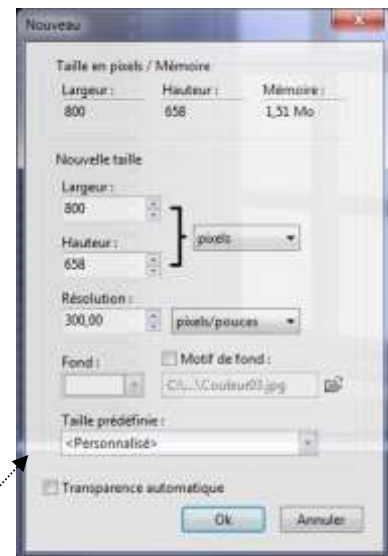 Nouveau
Taille en pixels / Mémoire
Largeur : Hauteur : Mémoire :
800 658 1,51 Mo
Nouvelle taille
Largeur :
800
pixels
Hauteur :
658
Résolution :
300,00 pixels/pouces
Fond : Motif de fond :
C:\...\Couleur03.jpg
Taille prédéfinie :
<Personnalisé>
Transparence automatique
Ok Annuler